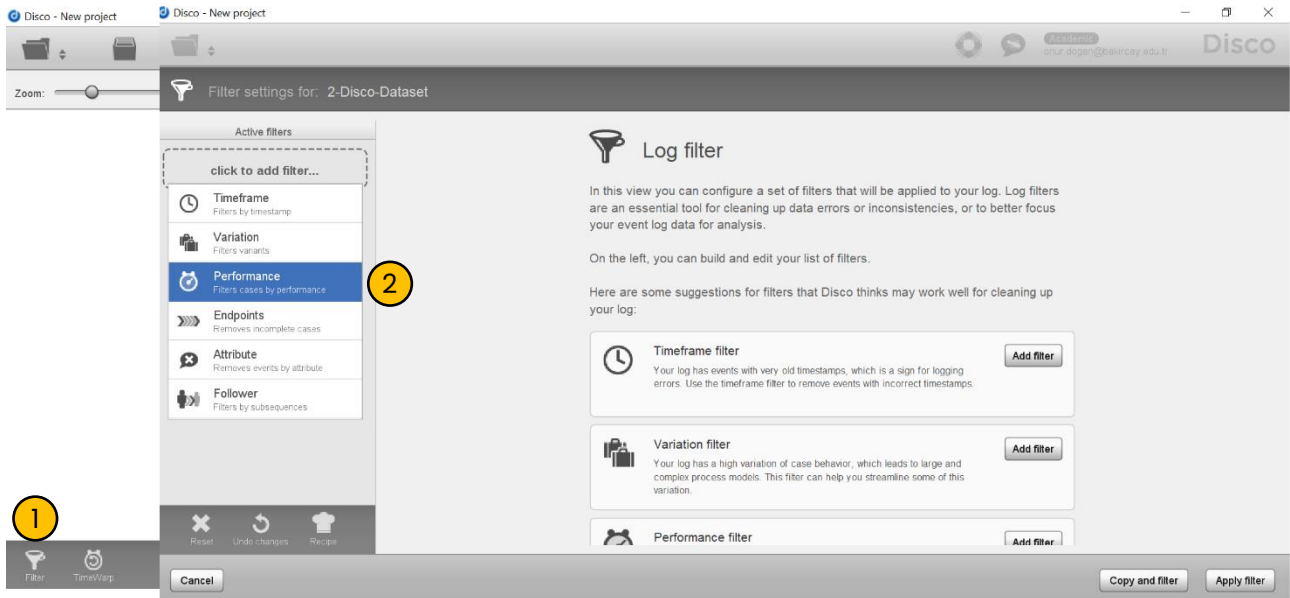 Disco - New project
Zoom:
1
Filter
TimeWarp
Disco - New project
Academic
onur.dogan@bakircay.edu.tr
Disco
Filter settings for: 2-Disco-Dataset
Active filters
click to add filter...
Timeframe
Filters by timestamp
Variation
Filters variants
Performance
Filters cases by performance
2
Endpoints
Removes incomplete cases
Attribute
Removes events by attribute
Follower
Filters by subsequences
Reset
Undo changes
Recipe
Log filter
In this view you can configure a set of filters that will be applied to your log. Log filters
are an essential tool for cleaning up data errors or inconsistencies, or to better focus
your event log data for analysis.
On the left, you can build and edit your list of filters.
Here are some suggestions for filters that Disco thinks may work well for cleaning up
your log:
Timeframe filter
Add filter
Your log has events with very old timestamps, which is a sign for logging
errors. Use the timeframe filter to remove events with incorrect timestamps.
Variation filter
Add filter
Your log has a high variation of case behavior, which leads to large and
complex process models. This filter can help you streamline some of this
variation.
Performance filter
Add filter
Cancel
Copy and filter
Apply filter